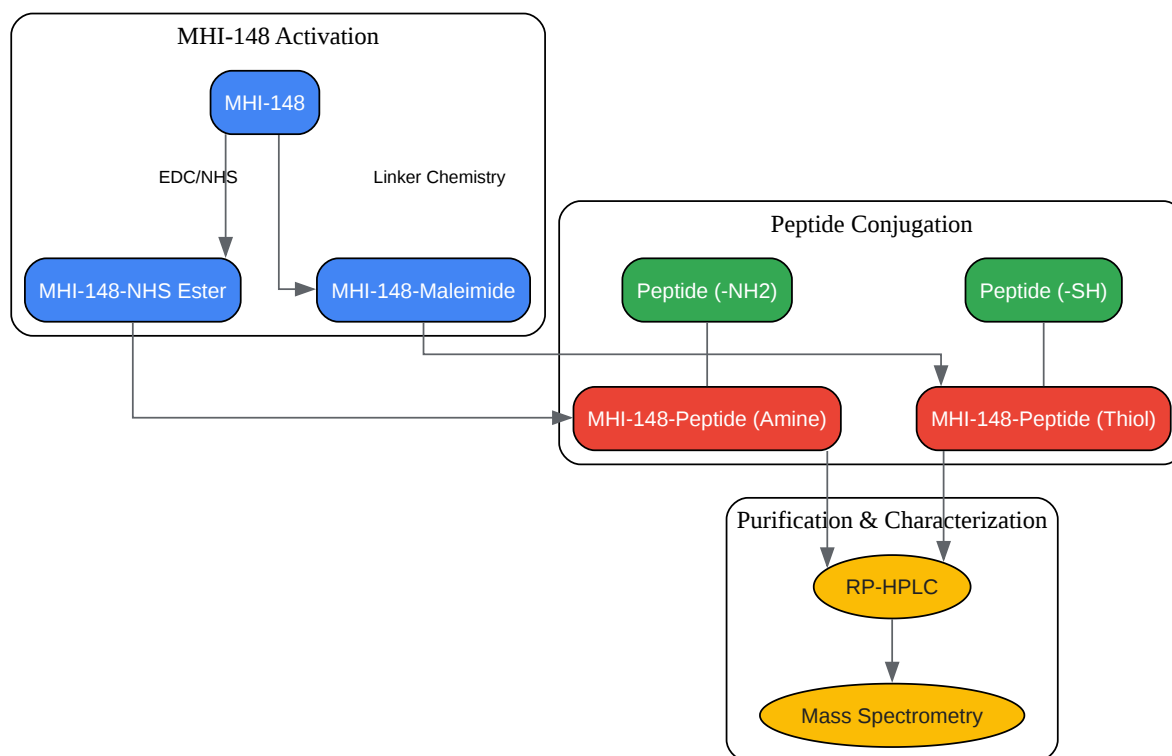 MHI-148 Activation
MHI-148
EDC/NHS
Linker Chemistry
MHI-148-NHS Ester
MHI-148-Maleimide
Peptide Conjugation
Peptide (-NH2)
Peptide (-SH)
MHI-148-Peptide (Amine)
MHI-148-Peptide (Thiol)
Purification & Characterization
RP-HPLC
Mass Spectrometry